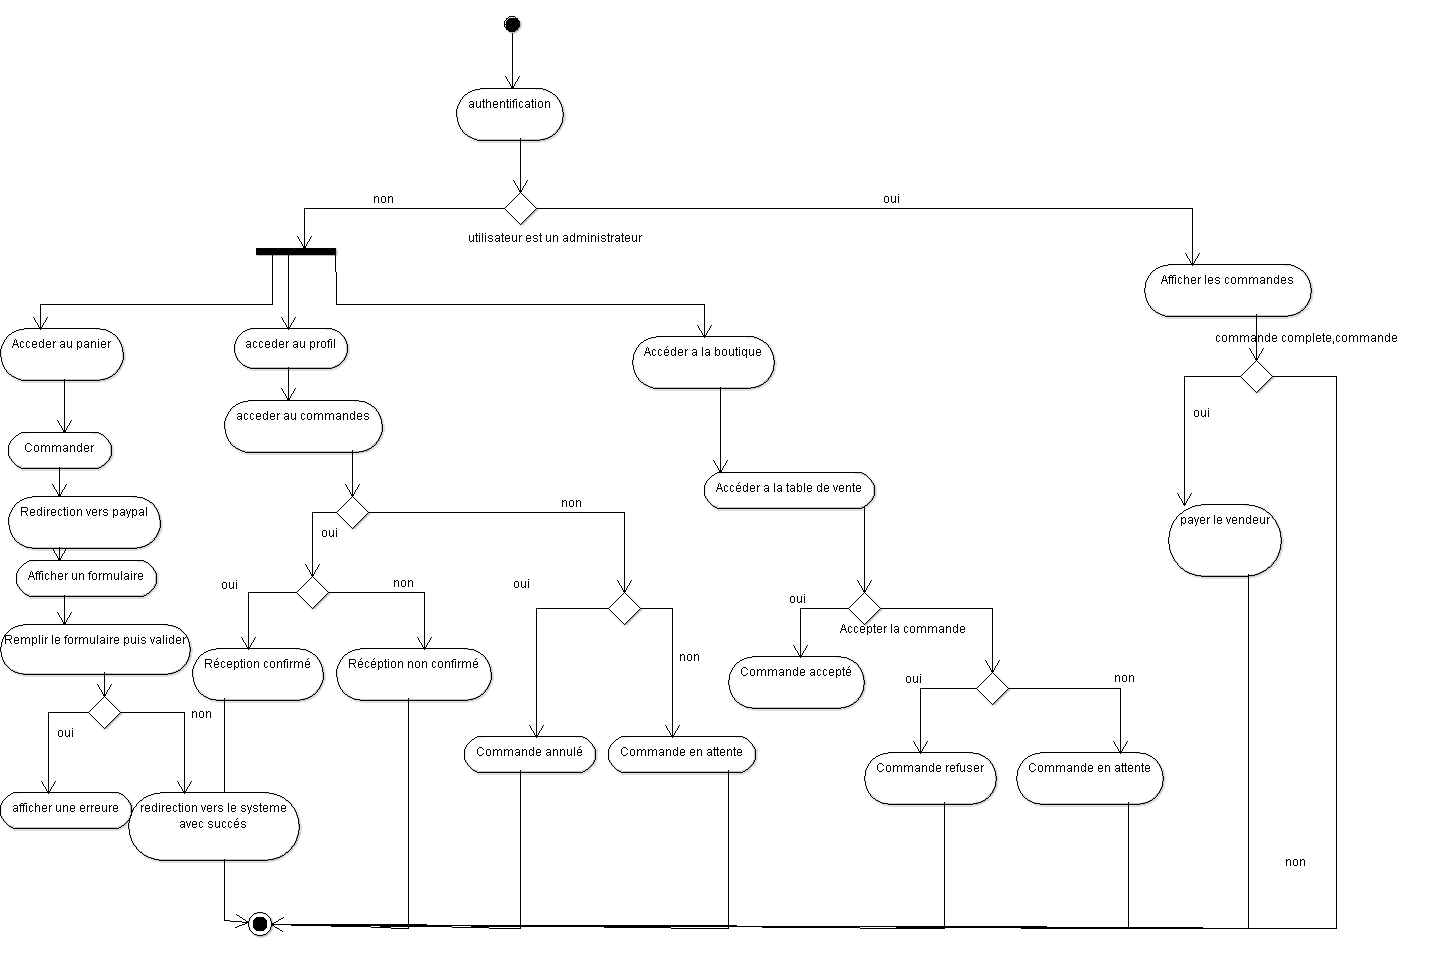 authentification
non
oui
utilisateur est un administrateur
Afficher les commandes
commande complete,commande
Acceder au panier
acceder au profil
Accéder a la boutique
oui
acceder au commandes
Commander
Accéder a la table de vente
non
Redirection vers paypal
payer le vendeur
oui
Afficher un formulaire
oui
non
oui
oui
Accepter la commande
Remplir le formulaire puis valider
Réception confirmé
Récéption non confirmé
non
Commande accepté
oui
non
non
oui
Commande annulé
Commande en attente
Commande refuser
Commande en attente
afficher une erreure
redirection vers le systeme
avec succés
non